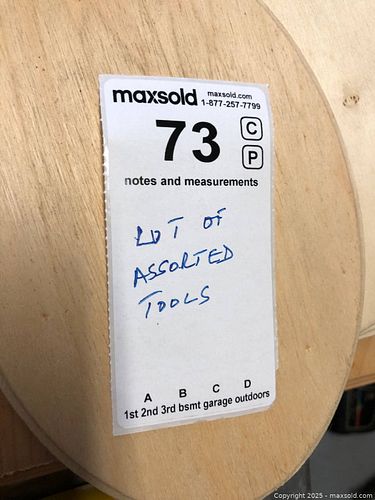 maxsold maxsold.com
1-877-257-7799
73 C
P
notes and measurements
LOT OF
ASSORTED
TOOLS
A B C D
1st 2nd 3rd bsmt garage outdoors
Copyright 2025 - maxsold.com